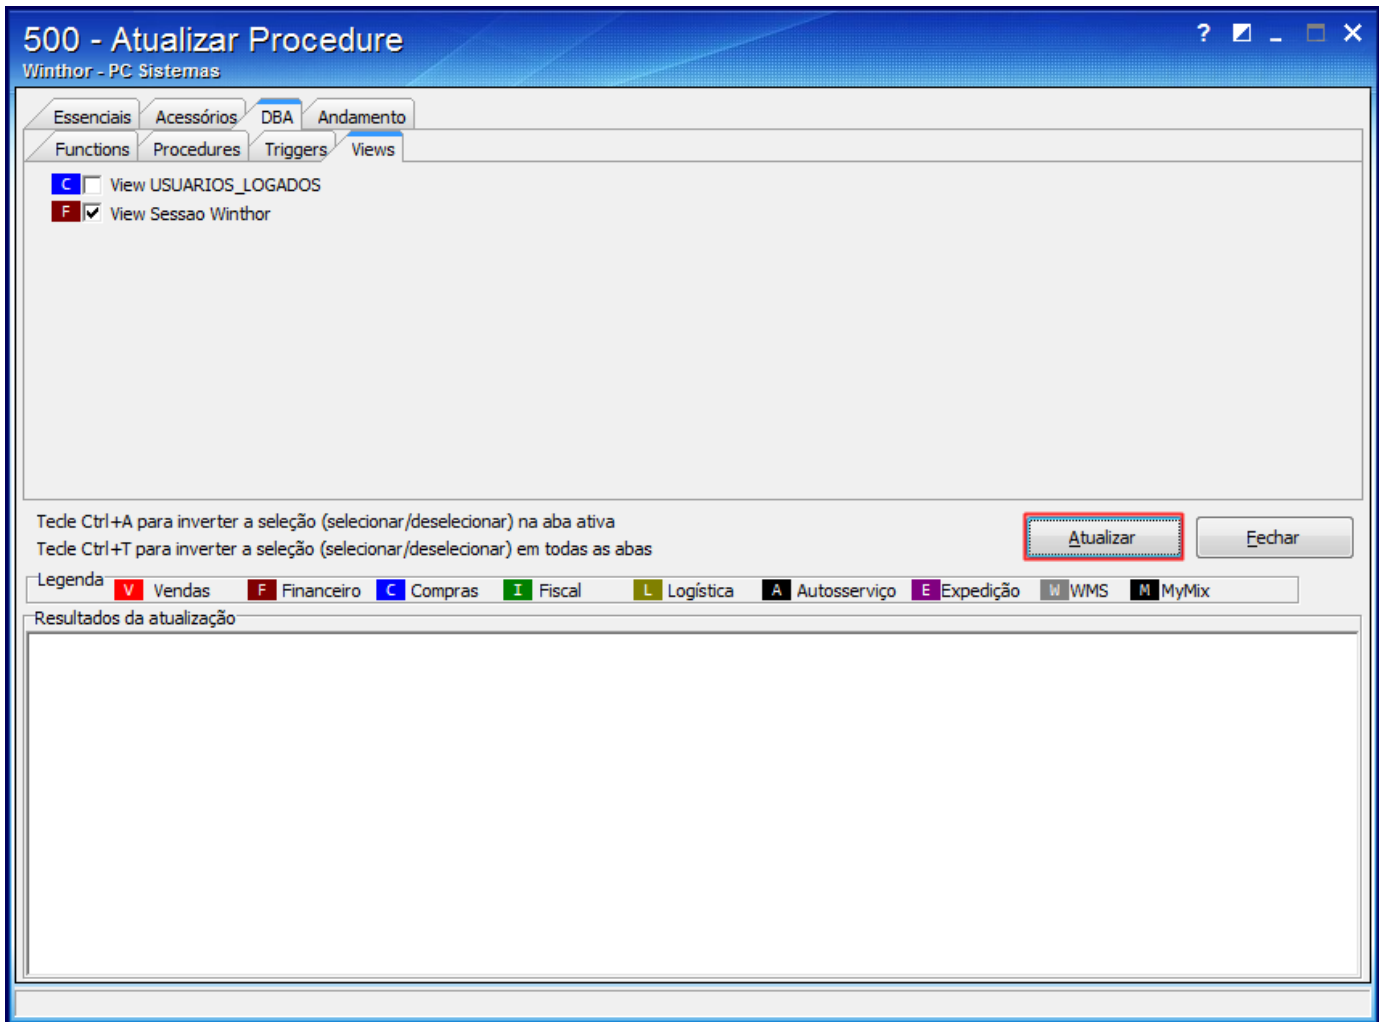 500 - Atualizar Procedure
Winthor - PC Sistemas
?
Essenciais Acessórios DBA Andamento
Functions Procedures Triggers Views
C View USUARIOS_LOGADOS
F View Sessao Winthor
Tecle Ctrl+A para inverter a seleção (selecionar/deselecionar) na aba ativa
Tecle Ctrl+T para inverter a seleção (selecionar/deselecionar) em todas as abas
Atualizar Fechar
Legenda V Vendas F Financeiro C Compras I Fiscal L Logística A Autosserviço E Expedição W WMS M MyMix
Resultados da atualização